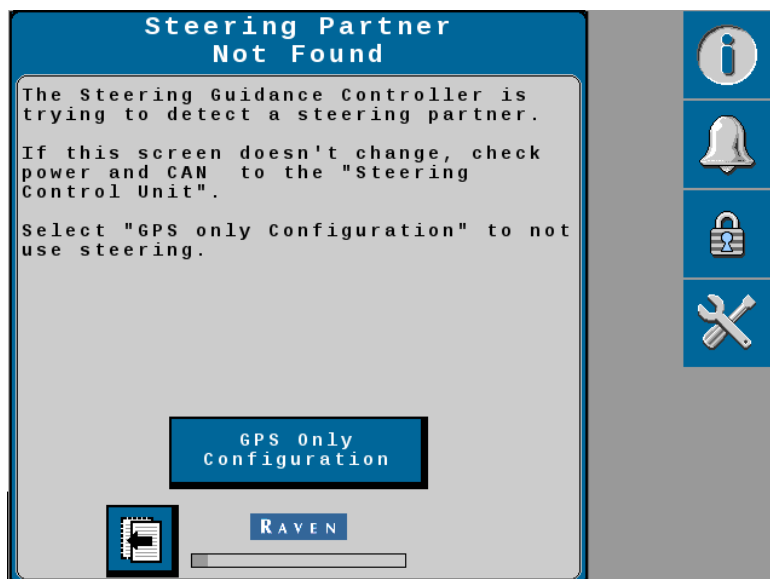 Steering Partner
Not Found
The Steering Guidance Controller is
trying to detect a steering partner.
If this screen doesn't change, check
power and CAN  to the "Steering
Control Unit".
Select "GPS only Configuration" to not
use steering.
GPS Only
Configuration
RAVEN